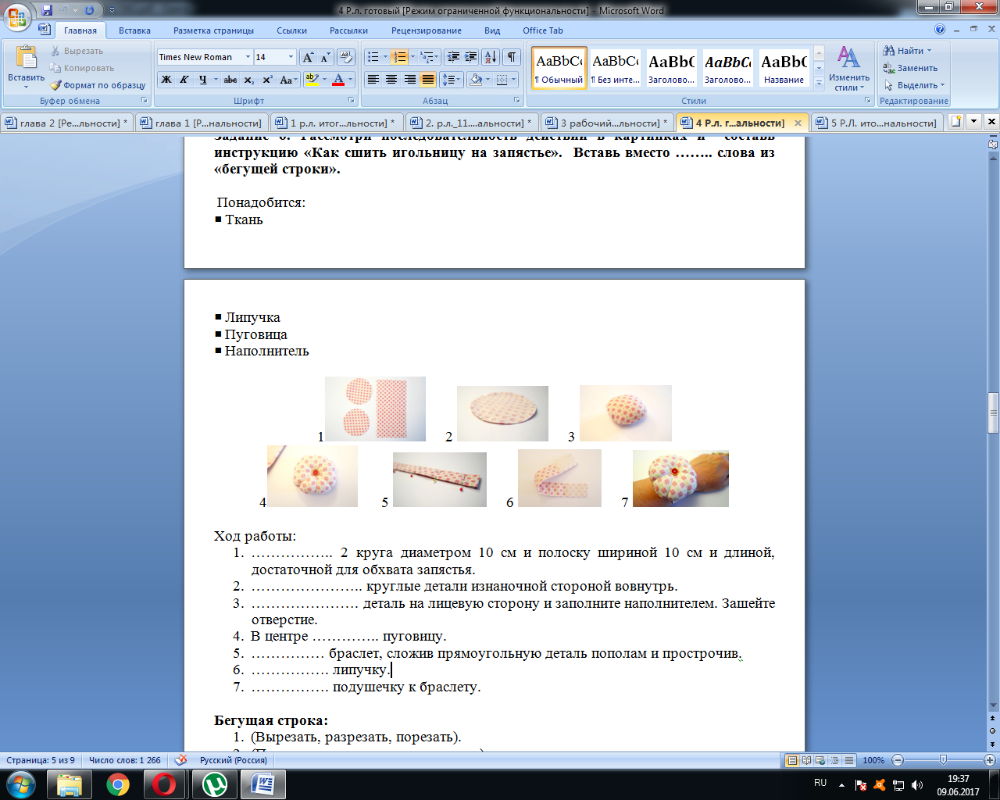 4 Р.л. готовый [Режим ограниченной функциональности] - Microsoft Word
Главная Вставка Разметка страницы Ссылки Рассылки Рецензирование Вид Office Tab
Вставить
Вырезать
Копировать
Формат по образцу
Буфер обмена
Times New Roman 14
Ж К Ч abc x₂ x² Aa
Шрифт
Абзац
AaBbCc AaBbCc AaBbC AaBbCc AaBbC
¶ Обычный ¶ Без инте... Заголово... Заголово... Название
Стили
Изменить стили
Найти
Заменить
Выделить
Редактирование
глава 2 [Ре...льности] * глава 1 [Р...нальности] 1 р.л. итог...льности] * 2. р.л._11....альности] * 3 рабочий...льности] * 4 Р.л. г...альности] 5 Р.Л. ито...нальности]
Задание 6. Рассмотри последовательность действий в картинках и составь
инструкцию «Как сшить игольницу на запястье». Вставь вместо …….. слова из
«бегущей строки».
Понадобится:
▪ Ткань
▪ Липучка
▪ Пуговица
▪ Наполнитель
1 2 3
4 5 6 7
Ход работы:
1. …………….. 2 круга диаметром 10 см и полоску шириной 10 см и длиной,
достаточной для обхвата запястья.
2. ………………….. круглые детали изнаночной стороной вовнутрь.
3. …………………. деталь на лицевую сторону и заполните наполнителем. Зашейте
отверстие.
4. В центре ………….. пуговицу.
5. …………… браслет, сложив прямоугольную деталь пополам и прострочив.
6. ……………. липучку.
7. ……………. подушечку к браслету.
Бегущая строка:
1. (Вырезать, разрезать, порезать).
Страница: 5 из 9 Число слов: 1 266 Русский (Россия) 100%
RU 19:37
09.06.2017